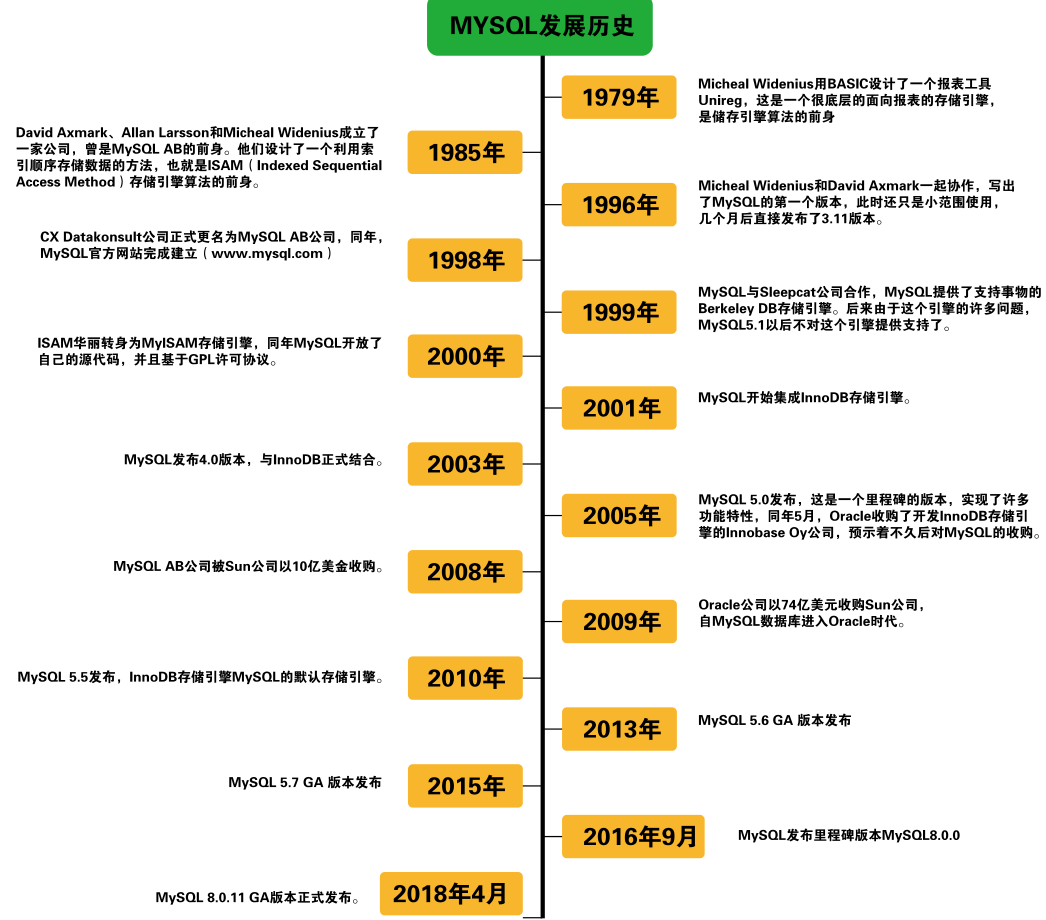 MYSQL发展历史
1979年
Micheal Widenius用BASIC设计了一个报表工具
Unireg，这是一个很底层的面向报表的存储引擎，
是储存引擎算法的前身
David Axmark、Allan Larsson和Micheal Widenius成立了
一家公司，曾是MySQL AB的前身。他们设计了一个利用索
引顺序存储数据的方法，也就是ISAM（Indexed Sequential
Access Method）存储引擎算法的前身。
1985年
1996年
Micheal Widenius和David Axmark一起协作，写出
了MySQL的第一个版本，此时还只是小范围使用，
几个月后直接发布了3.11版本。
CX Datakonsult公司正式更名为MySQL AB公司，同年，
MySQL官方网站完成建立（www.mysql.com）
1998年
1999年
MySQL与Sleepcat公司合作，MySQL提供了支持事物的
Berkeley DB存储引擎。后来由于这个引擎的许多问题，
MySQL5.1以后不对这个引擎提供支持了。
ISAM华丽转身为MyISAM存储引擎，同年MySQL开放了
自己的源代码，并且基于GPL许可协议。
2000年
2001年
MySQL开始集成InnoDB存储引擎。
MySQL发布4.0版本，与InnoDB正式结合。
2003年
2005年
MySQL 5.0发布，这是一个里程碑的版本，实现了许多
功能特性，同年5月，Oracle收购了开发InnoDB存储引
擎的Innobase Oy公司，预示着不久后对MySQL的收购。
MySQL AB公司被Sun公司以10亿美金收购。
2008年
2009年
Oracle公司以74亿美元收购Sun公司，
自MySQL数据库进入Oracle时代。
MySQL 5.5发布，InnoDB存储引擎MySQL的默认存储引擎。
2010年
2013年
MySQL 5.6 GA 版本发布
MySQL 5.7 GA 版本发布
2015年
2016年9月
MySQL发布里程碑版本MySQL8.0.0
MySQL 8.0.11 GA版本正式发布。
2018年4月